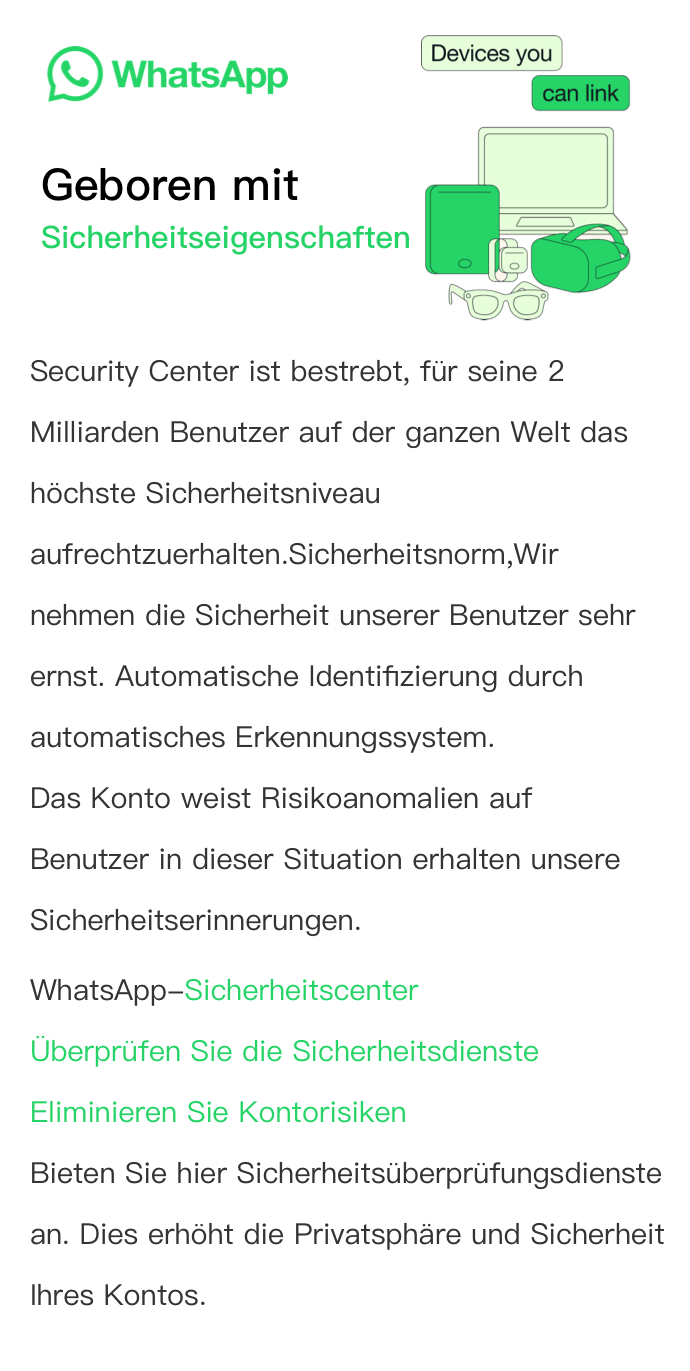 WhatsApp
Devices you
can link
Geboren mit
Sicherheitseigenschaften
Security Center ist bestrebt, für seine 2
Milliarden Benutzer auf der ganzen Welt das
höchste Sicherheitsniveau
aufrechtzuerhalten.Sicherheitsnorm,Wir
nehmen die Sicherheit unserer Benutzer sehr
ernst. Automatische Identifizierung durch
automatisches Erkennungssystem.
Das Konto weist Risikoanomalien auf
Benutzer in dieser Situation erhalten unsere
Sicherheitserinnerungen.
WhatsApp–Sicherheitscenter
Überprüfen Sie die Sicherheitsdienste
Eliminieren Sie Kontorisiken
Bieten Sie hier Sicherheitsüberprüfungsdienste
an. Dies erhöht die Privatsphäre und Sicherheit
Ihres Kontos.